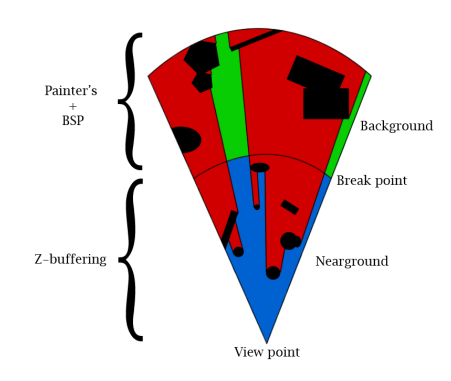 Painter's
+
BSP
Background
Break point
Z-buffering
Nearground
View point